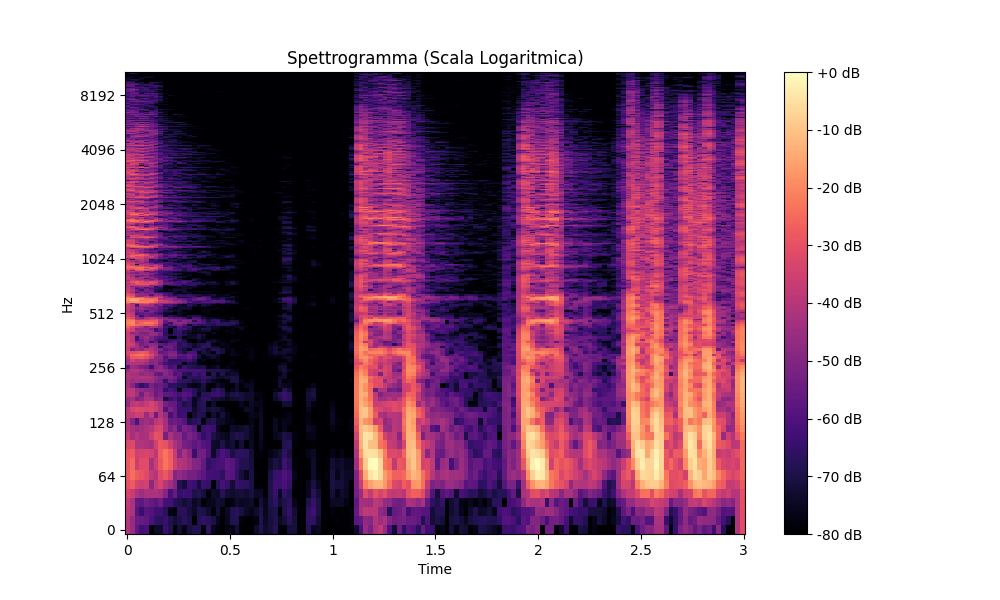 Spettrogramma (Scala Logaritmica)
8192
4096
2048
1024
512
256
128
64
0
Hz
0
0.5
1
1.5
2
2.5
3
Time
+0 dB
-10 dB
-20 dB
-30 dB
-40 dB
-50 dB
-60 dB
-70 dB
-80 dB